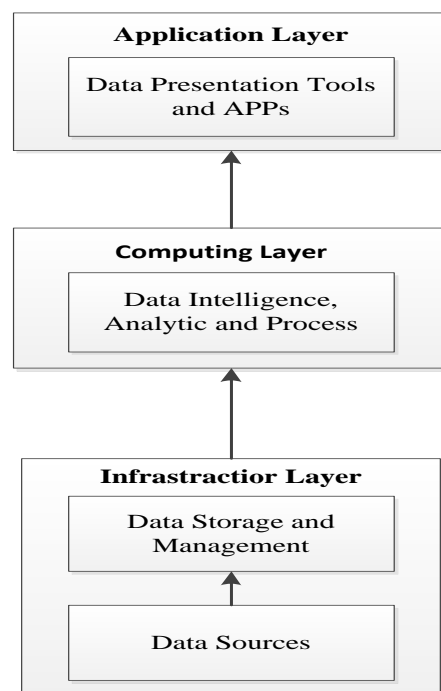 Application Layer
Data Presentation Tools
and APPs
Computing Layer
Data Intelligence,
Analytic and Process
Infrastractior Layer
Data Storage and
Management
Data Sources